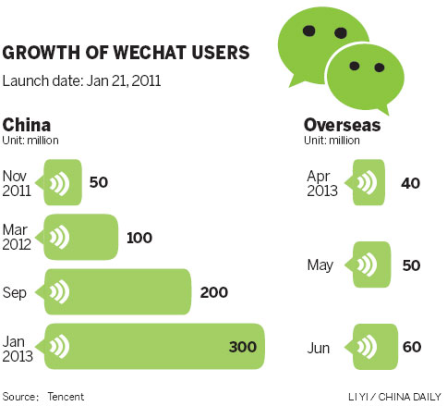 GROWTH OF WECHAT USERS
Launch date: Jan 21, 2011
China
Unit: million
Nov
2011
50
Mar
2012
100
Sep
200
Jan
2013
300
Overseas
Unit: million
Apr
2013
40
May
50
Jun
60
Source: Tencent
LI YI / CHINA DAILY